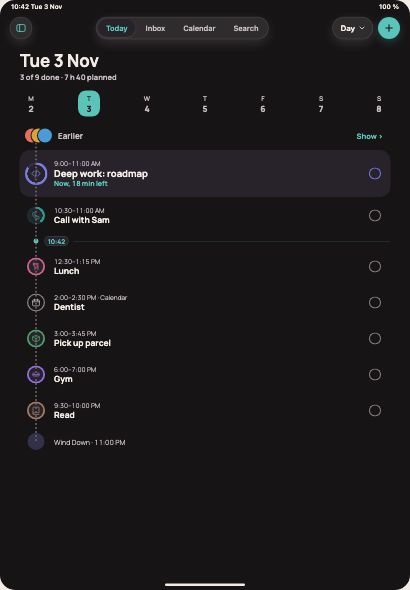 10:42 Tue 3 Nov
100 %
Today Inbox Calendar Search
Day
Tue 3 Nov
3 of 9 done · 7 h 40 planned
M T W T F S S
2 3 4 5 6 7 8
Earlier
Show ›
9:00–11:00 AM
Deep work: roadmap
Now, 18 min left
10:30–11:00 AM
Call with Sam
10:42
12:30–1:15 PM
Lunch
2:00–2:30 PM · Calendar
Dentist
3:00–3:45 PM
Pick up parcel
6:00–7:00 PM
Gym
9:30–10:00 PM
Read
Wind Down · 11:00 PM